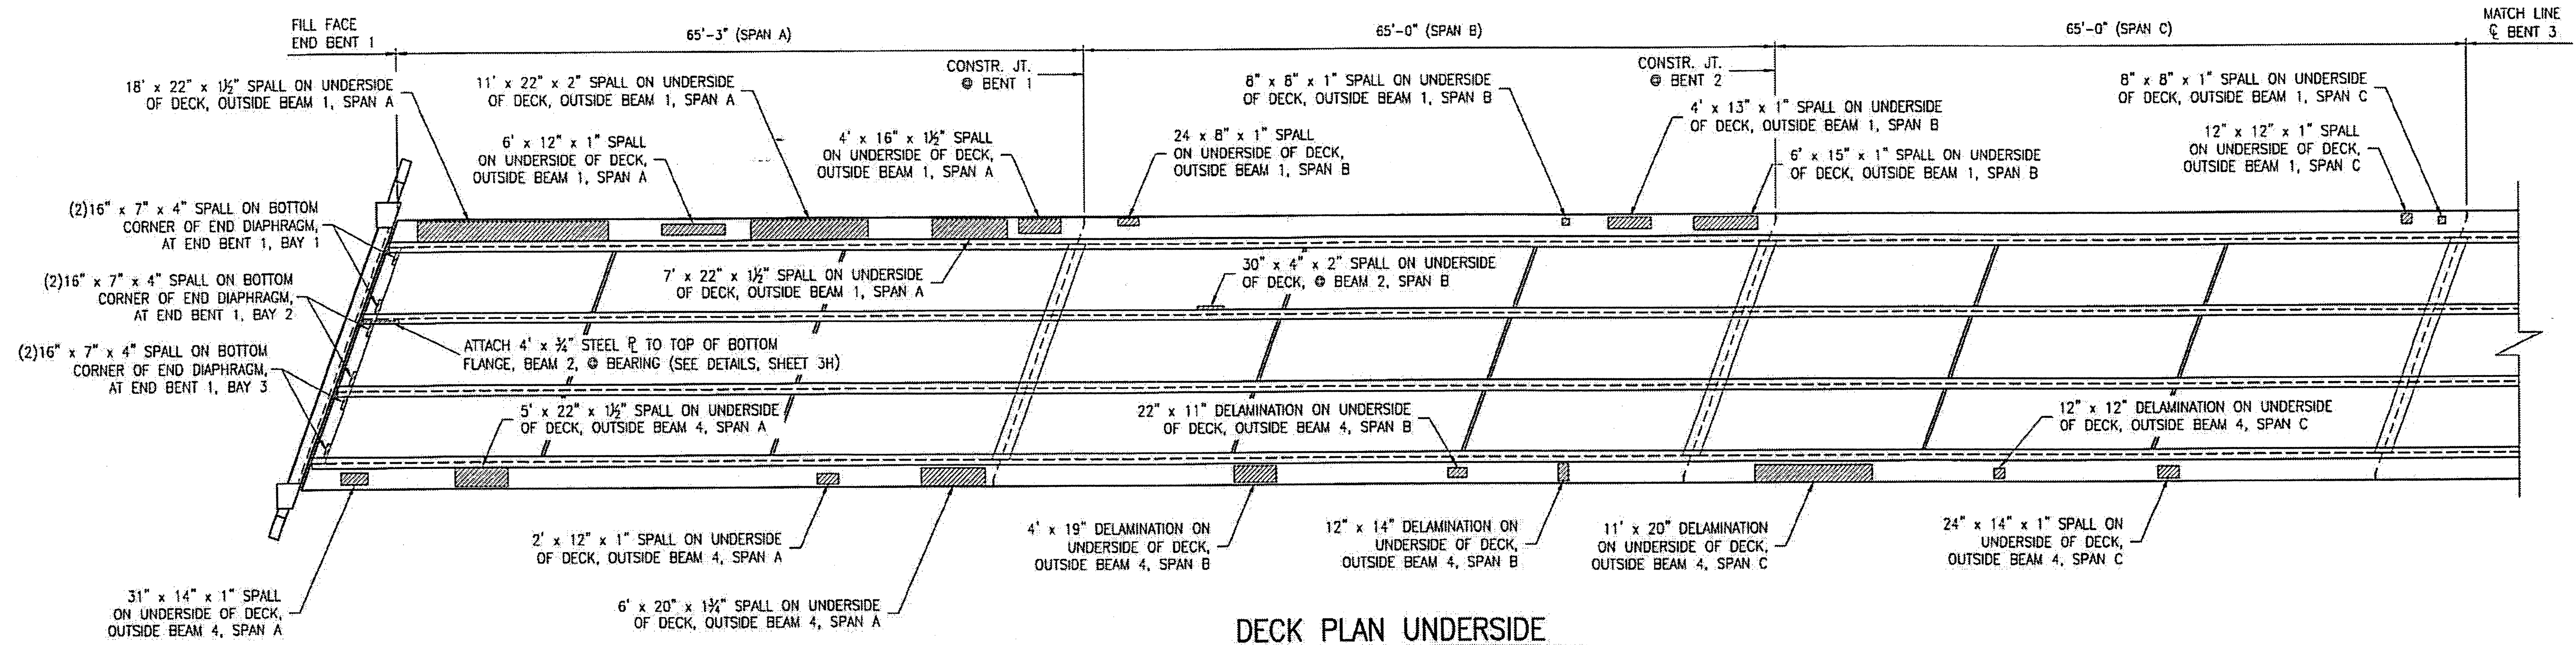 FILL FACE
END BENT 1
65'-3" (SPAN A)
65'-0" (SPAN B)
65'-0" (SPAN C)
MATCH LINE
℄ BENT 3
CONSTR. JT.
@ BENT 1
CONSTR. JT.
@ BENT 2
18' x 22" x 1½" SPALL ON UNDERSIDE
OF DECK, OUTSIDE BEAM 1, SPAN A
11' x 22" x 2" SPALL ON UNDERSIDE
OF DECK, OUTSIDE BEAM 1, SPAN A
8" x 8" x 1" SPALL ON UNDERSIDE
OF DECK, OUTSIDE BEAM 1, SPAN B
4' x 13" x 1" SPALL ON UNDERSIDE
OF DECK, OUTSIDE BEAM 1, SPAN B
8" x 8" x 1" SPALL ON UNDERSIDE
OF DECK, OUTSIDE BEAM 1, SPAN C
6' x 12" x 1" SPALL
ON UNDERSIDE OF DECK,
OUTSIDE BEAM 1, SPAN A
4' x 16" x 1½" SPALL
ON UNDERSIDE OF DECK,
OUTSIDE BEAM 1, SPAN A
24 x 8" x 1" SPALL
ON UNDERSIDE OF DECK,
OUTSIDE BEAM 1, SPAN B
6' x 15" x 1" SPALL ON UNDERSIDE
OF DECK, OUTSIDE BEAM 1, SPAN B
12" x 12" x 1" SPALL
ON UNDERSIDE OF DECK,
OUTSIDE BEAM 1, SPAN C
(2)16" x 7" x 4" SPALL ON BOTTOM
CORNER OF END DIAPHRAGM,
AT END BENT 1, BAY 1
(2)16" x 7" x 4" SPALL ON BOTTOM
CORNER OF END DIAPHRAGM,
AT END BENT 1, BAY 2
(2)16" x 7" x 4" SPALL ON BOTTOM
CORNER OF END DIAPHRAGM,
AT END BENT 1, BAY 3
7' x 22" x 1½" SPALL ON UNDERSIDE
OF DECK, OUTSIDE BEAM 1, SPAN A
30" x 4" x 2" SPALL ON UNDERSIDE
OF DECK, @ BEAM 2, SPAN B
ATTACH 4' x ¾" STEEL ⅊ TO TOP OF BOTTOM
FLANGE, BEAM 2, @ BEARING (SEE DETAILS, SHEET 3H)
5' x 22" x 1½" SPALL ON UNDERSIDE
OF DECK, OUTSIDE BEAM 4, SPAN A
22" x 11" DELAMINATION ON UNDERSIDE
OF DECK, OUTSIDE BEAM 4, SPAN B
12" x 12" DELAMINATION ON UNDERSIDE
OF DECK, OUTSIDE BEAM 4, SPAN C
2' x 12" x 1" SPALL ON UNDERSIDE
OF DECK, OUTSIDE BEAM 4, SPAN A
4' x 19" DELAMINATION ON
UNDERSIDE OF DECK,
OUTSIDE BEAM 4, SPAN B
12" x 14" DELAMINATION ON
UNDERSIDE OF DECK,
OUTSIDE BEAM 4, SPAN B
11' x 20" DELAMINATION
ON UNDERSIDE OF DECK,
OUTSIDE BEAM 4, SPAN C
24" x 14" x 1" SPALL ON
UNDERSIDE OF DECK,
OUTSIDE BEAM 4, SPAN C
31" x 14" x 1" SPALL
ON UNDERSIDE OF DECK,
OUTSIDE BEAM 4, SPAN A
6' x 20" x 1¾" SPALL ON UNDERSIDE
OF DECK, OUTSIDE BEAM 4, SPAN A
DECK PLAN UNDERSIDE